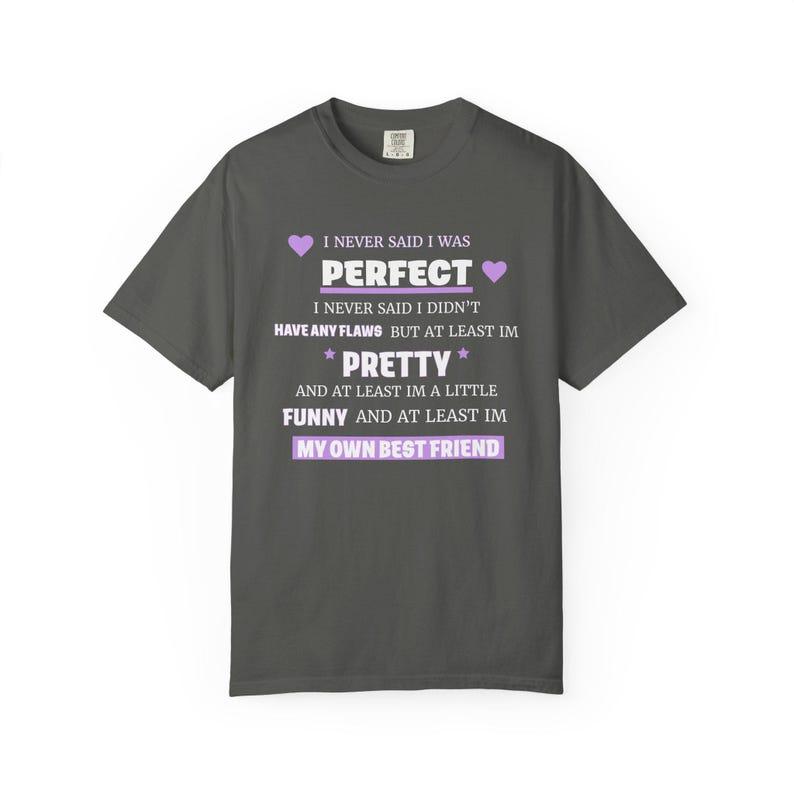 COMFORT
COLORS
I NEVER SAID I WAS
PERFECT
I NEVER SAID I DIDN'T
HAVE ANY FLAWS BUT AT LEAST IM
PRETTY
AND AT LEAST IM A LITTLE
FUNNY AND AT LEAST IM
MY OWN BEST FRIEND